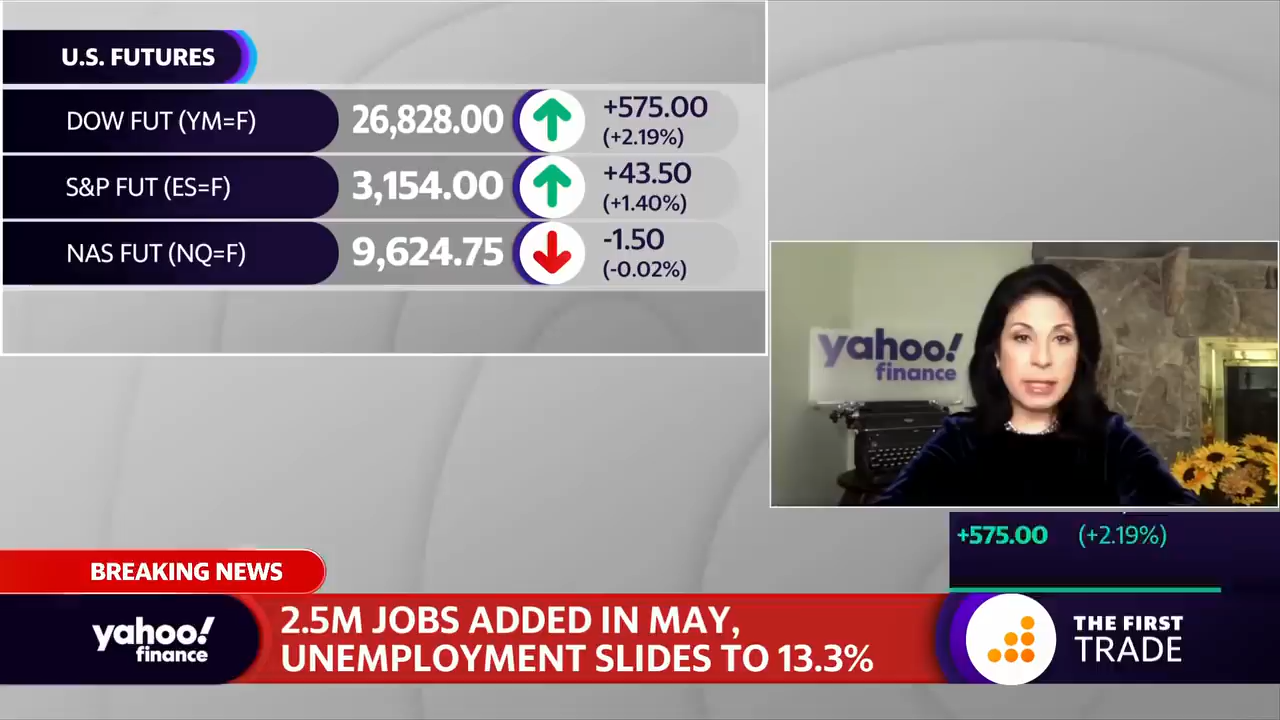 U.S. FUTURES
DOW FUT (YM=F) 26,828.00 +575.00
(+2.19%)
S&P FUT (ES=F) 3,154.00 +43.50
(+1.40%)
NAS FUT (NQ=F) 9,624.75 -1.50
(-0.02%)
yahoo!
finance
+575.00 (+2.19%)
BREAKING NEWS
yahoo!
finance
2.5M JOBS ADDED IN MAY,
UNEMPLOYMENT SLIDES TO 13.3%
THE FIRST
TRADE